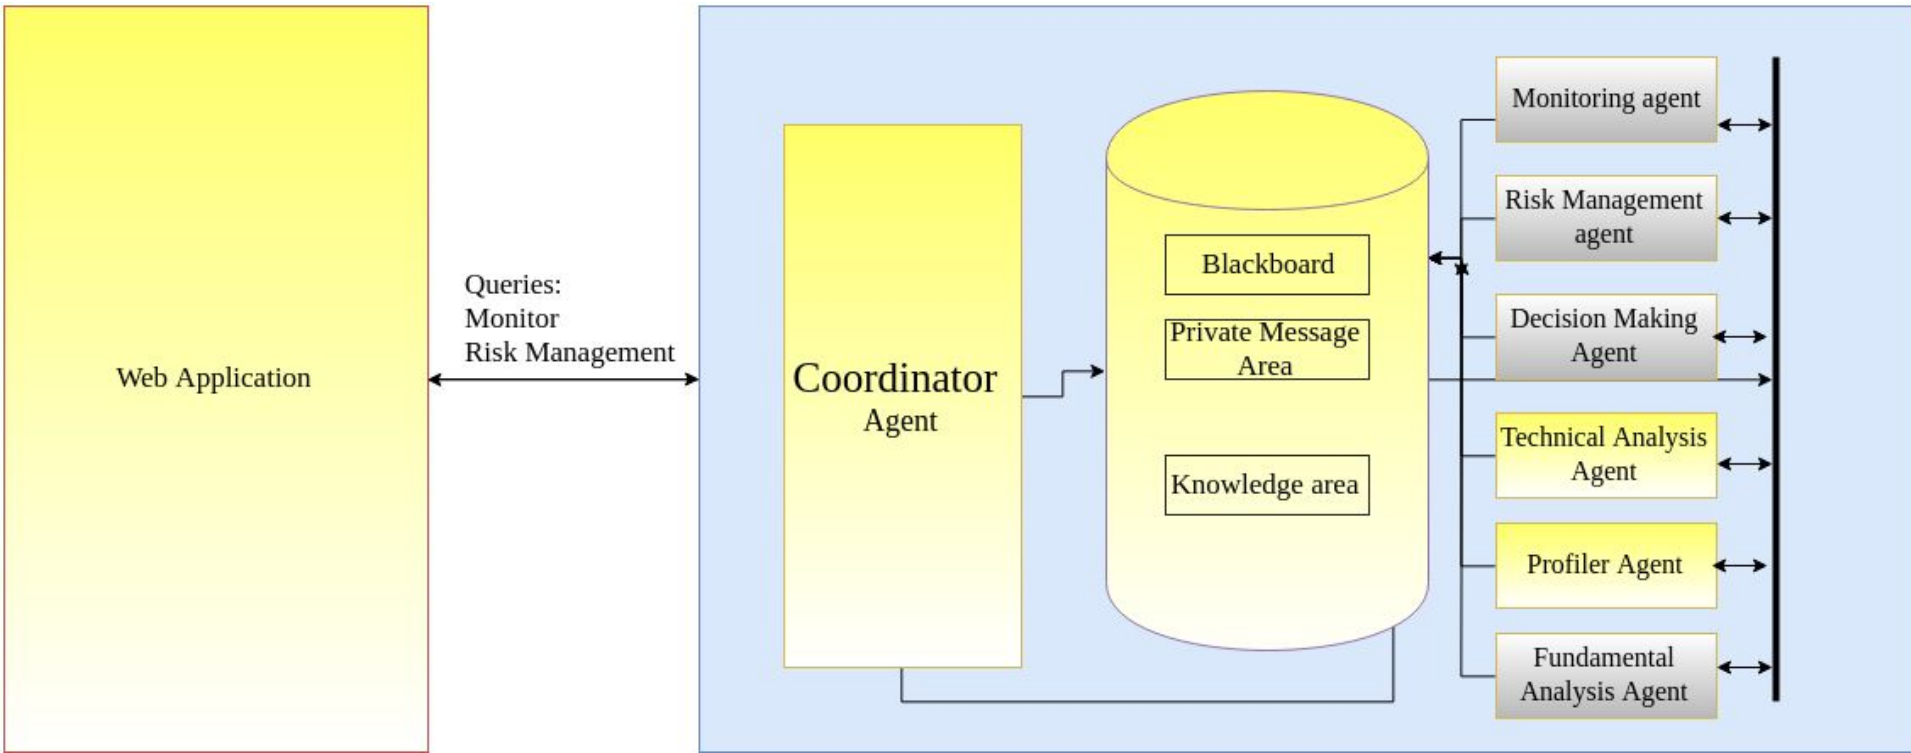 Web Application
Queries:
Monitor
Risk Management
Coordinator
Agent
Blackboard
Private Message
Area
Knowledge area
Monitoring agent
Risk Management
agent
Decision Making
Agent
Technical Analysis
Agent
Profiler Agent
Fundamental
Analysis Agent